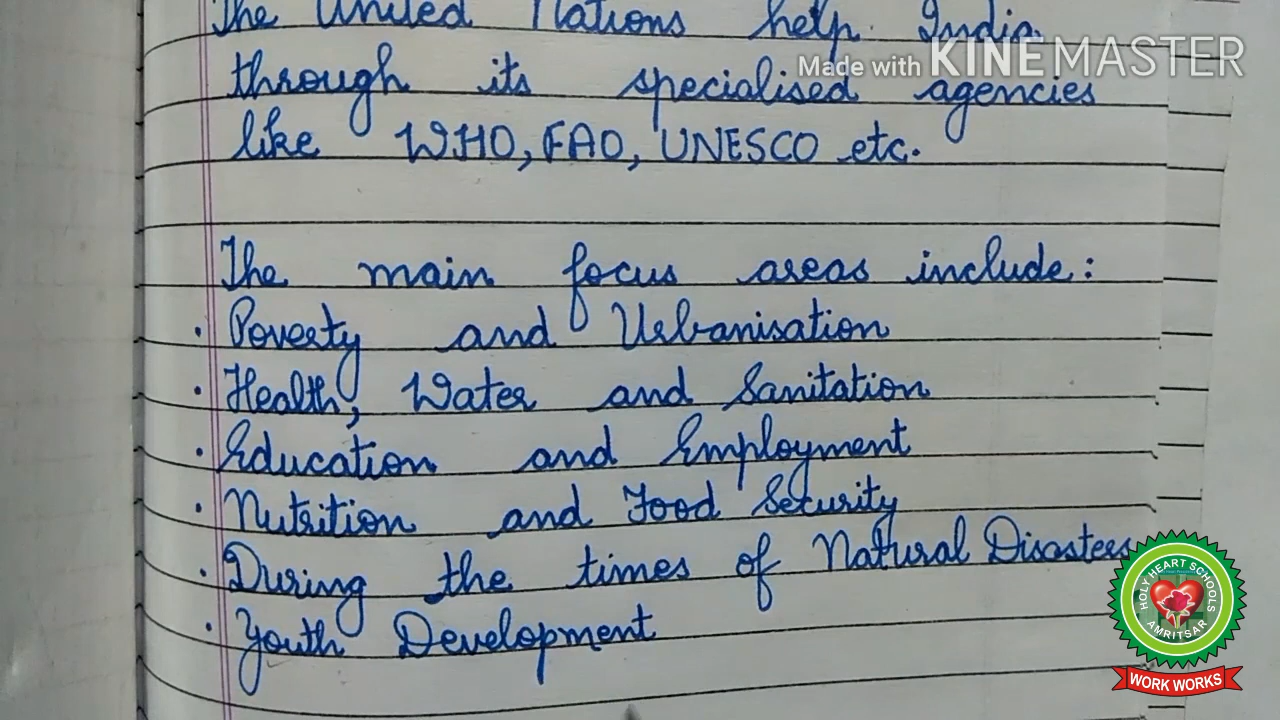 The United Nations help India
Made with KINEMASTER
through its specialised agencies
like WHO, FAO, UNESCO etc.
The main focus areas include:
· Poverty and Urbanisation
· Health, Water and Sanitation
· Education and Employment
· Nutrition and Food Security
· During the times of Natural Disasters
· Youth Development
HOLY HEART SCHOOLS
AMRITSAR
WORK WORKS